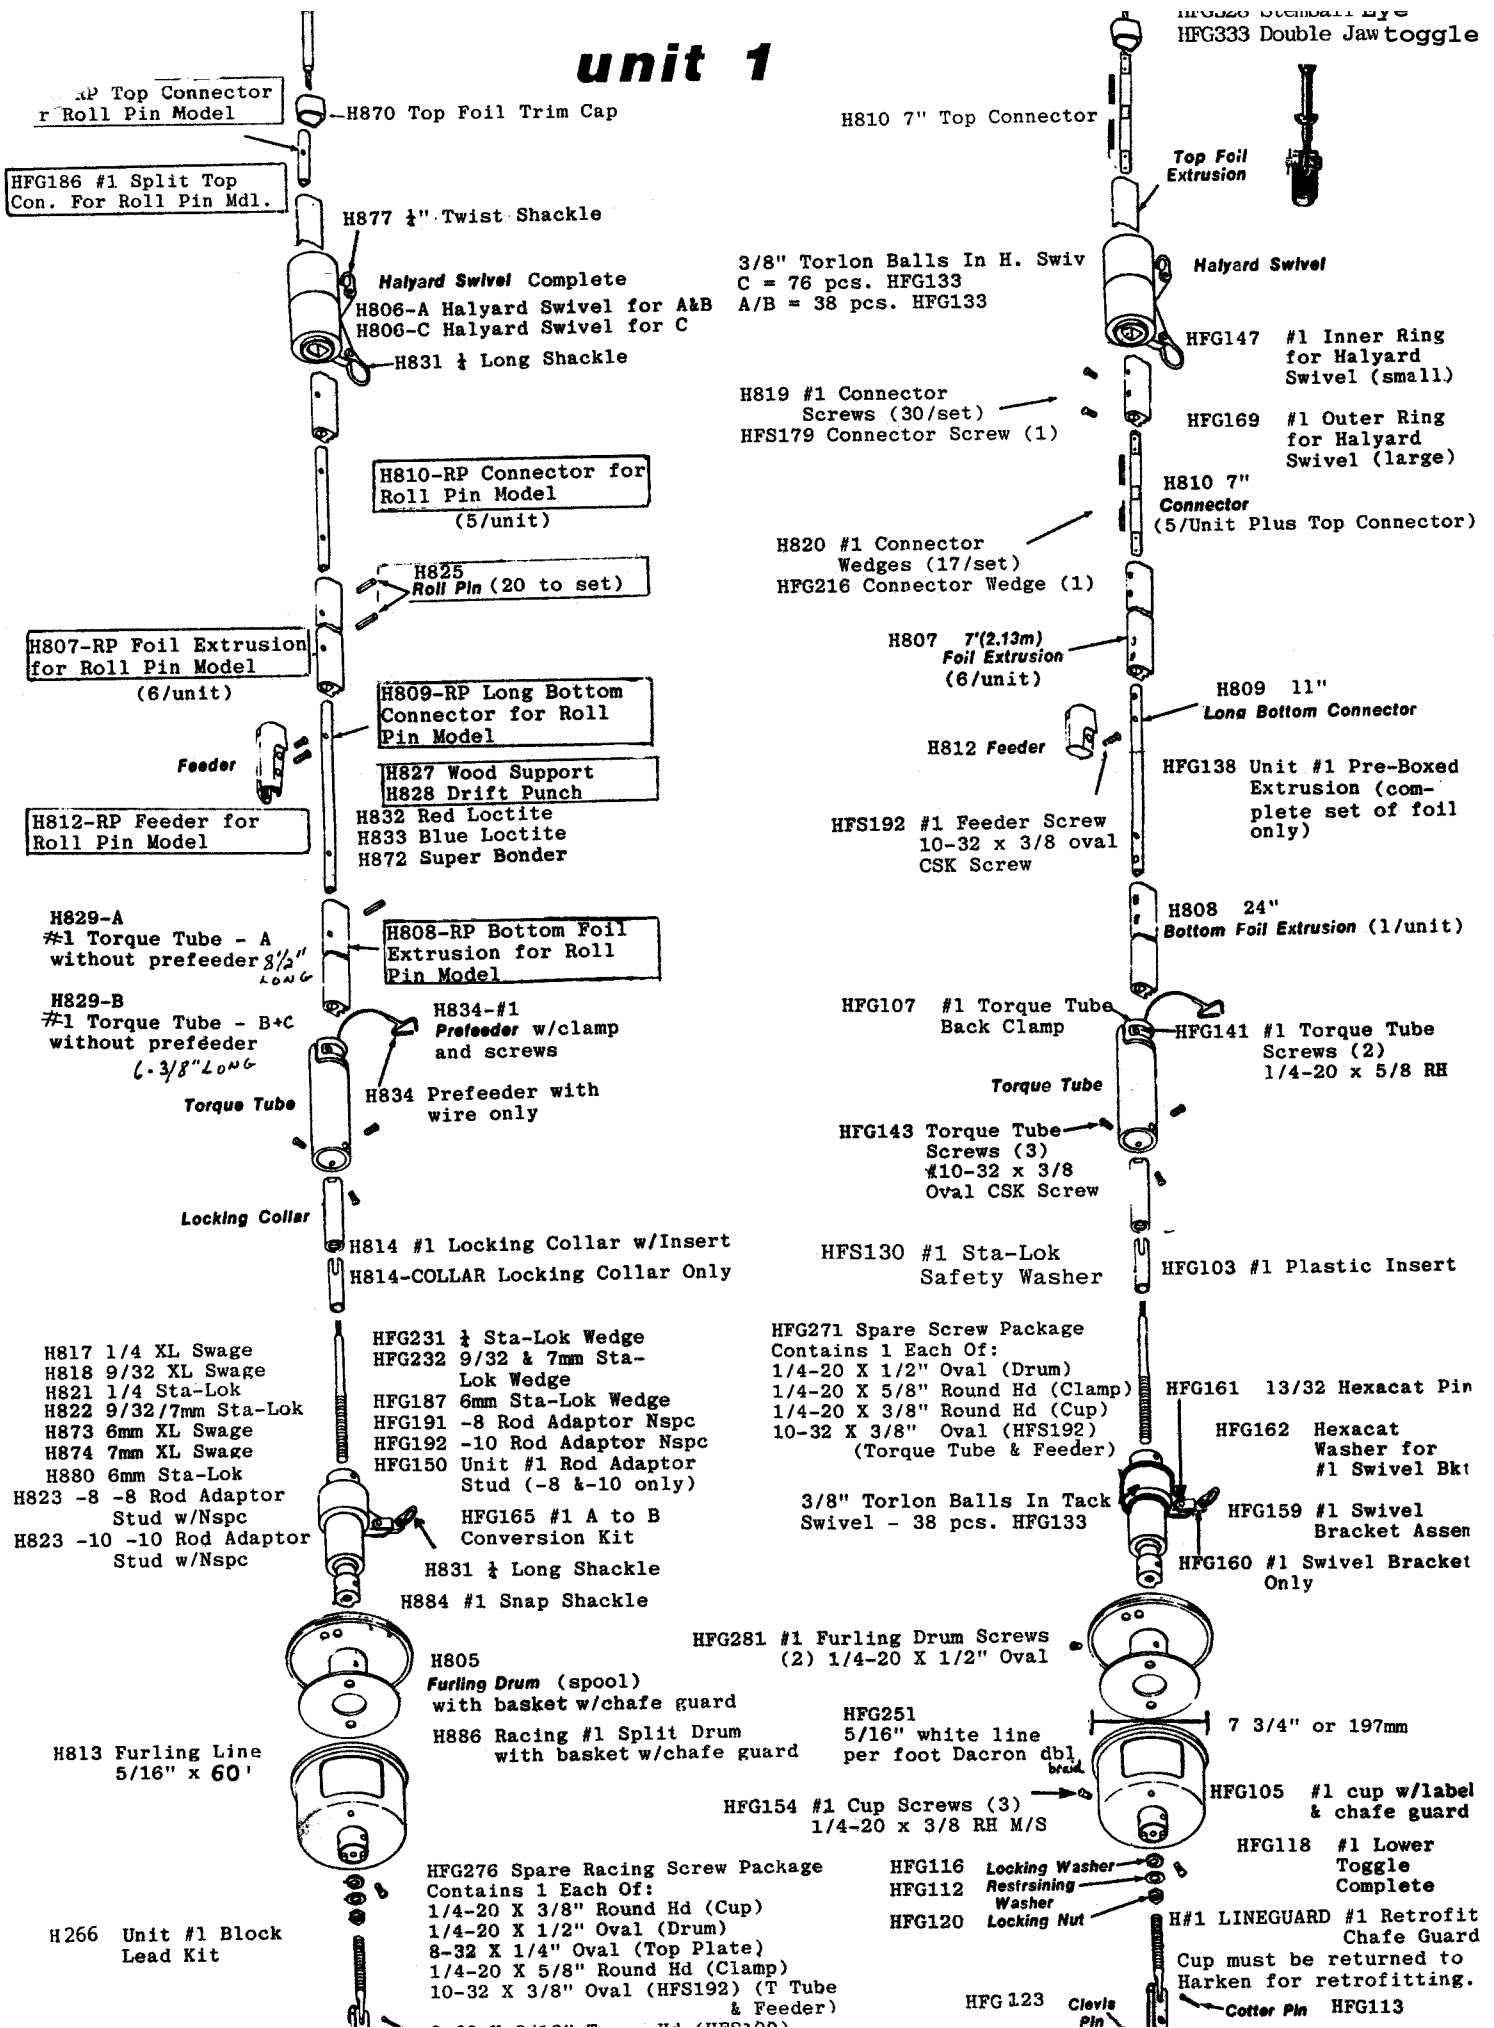 unit 1
RP Top Connector
r Roll Pin Model
H870 Top Foil Trim Cap
HFG186 #1 Split Top
Con. For Roll Pin Mdl.
H877 ¼" Twist Shackle
Halyard Swivel Complete
H806-A Halyard Swivel for A&B
H806-C Halyard Swivel for C
H831 ¼ Long Shackle
H810-RP Connector for
Roll Pin Model
(5/unit)
H825
Roll Pin (20 to set)
H807-RP Foil Extrusion
for Roll Pin Model
(6/unit)
H809-RP Long Bottom
Connector for Roll
Pin Model
Feeder
H827 Wood Support
H828 Drift Punch
H812-RP Feeder for
Roll Pin Model
H832 Red Loctite
H833 Blue Loctite
H872 Super Bonder
H829-A
#1 Torque Tube - A
without prefeeder 8½"
LONG
H808-RP Bottom Foil
Extrusion for Roll
Pin Model
H829-B
#1 Torque Tube - B+C
without prefeeder
6-3/8" LONG
H834-#1
Prefeeder w/clamp
and screws
H834 Prefeeder with
wire only
Torque Tube
Locking Collar
H814 #1 Locking Collar w/Insert
H814-COLLAR Locking Collar Only
H817 1/4 XL Swage
H818 9/32 XL Swage
H821 1/4 Sta-Lok
H822 9/32/7mm Sta-Lok
H873 6mm XL Swage
H874 7mm XL Swage
H880 6mm Sta-Lok
H823 -8 -8 Rod Adaptor
Stud w/Nspc
H823 -10 -10 Rod Adaptor
Stud w/Nspc
HFG231 ¼ Sta-Lok Wedge
HFG232 9/32 & 7mm Sta-
Lok Wedge
HFG187 6mm Sta-Lok Wedge
HFG191 -8 Rod Adaptor Nspc
HFG192 -10 Rod Adaptor Nspc
HFG150 Unit #1 Rod Adaptor
Stud (-8 &-10 only)
HFG165 #1 A to B
Conversion Kit
H831 ¼ Long Shackle
H884 #1 Snap Shackle
H805
Furling Drum (spool)
with basket w/chafe guard
H886 Racing #1 Split Drum
with basket w/chafe guard
H813 Furling Line
5/16" x 60'
HFG276 Spare Racing Screw Package
Contains 1 Each Of:
1/4-20 X 3/8" Round Hd (Cup)
1/4-20 X 1/2" Oval (Drum)
8-32 X 1/4" Oval (Top Plate)
1/4-20 X 5/8" Round Hd (Clamp)
10-32 X 3/8" Oval (HFS192) (T Tube
& Feeder)
H266 Unit #1 Block
Lead Kit
HFG333 Double Jaw toggle
H810 7" Top Connector
Top Foil
Extrusion
3/8" Torlon Balls In H. Swiv
C = 76 pcs. HFG133
A/B = 38 pcs. HFG133
Halyard Swivel
HFG147 #1 Inner Ring
for Halyard
Swivel (small)
H819 #1 Connector
Screws (30/set)
HFS179 Connector Screw (1)
HFG169 #1 Outer Ring
for Halyard
Swivel (large)
H810 7"
Connector
(5/Unit Plus Top Connector)
H820 #1 Connector
Wedges (17/set)
HFG216 Connector Wedge (1)
H807 7'(2.13m)
Foil Extrusion
(6/unit)
H809 11"
Long Bottom Connector
H812 Feeder
HFG138 Unit #1 Pre-Boxed
Extrusion (com-
plete set of foil
only)
HFS192 #1 Feeder Screw
10-32 x 3/8 oval
CSK Screw
H808 24"
Bottom Foil Extrusion (1/unit)
HFG107 #1 Torque Tube
Back Clamp
HFG141 #1 Torque Tube
Screws (2)
1/4-20 x 5/8 RH
Torque Tube
HFG143 Torque Tube
Screws (3)
#10-32 x 3/8
Oval CSK Screw
HFS130 #1 Sta-Lok
Safety Washer
HFG103 #1 Plastic Insert
HFG271 Spare Screw Package
Contains 1 Each Of:
1/4-20 X 1/2" Oval (Drum)
1/4-20 X 5/8" Round Hd (Clamp)
1/4-20 X 3/8" Round Hd (Cup)
10-32 X 3/8" Oval (HFS192)
(Torque Tube & Feeder)
HFG161 13/32 Hexacat Pin
HFG162 Hexacat
Washer for
#1 Swivel Bkt
3/8" Torlon Balls In Tack
Swivel - 38 pcs. HFG133
HFG159 #1 Swivel
Bracket Assem
HFG160 #1 Swivel Bracket
Only
HFG281 #1 Furling Drum Screws
(2) 1/4-20 X 1/2" Oval
HFG251
5/16" white line
per foot Dacron dbl
braid
7 3/4" or 197mm
HFG154 #1 Cup Screws (3)
1/4-20 x 3/8 RH M/S
HFG105 #1 cup w/label
& chafe guard
HFG118 #1 Lower
Toggle
Complete
HFG116 Locking Washer
HFG112 Restrsining
Washer
HFG120 Locking Nut
H#1 LINEGUARD #1 Retrofit
Chafe Guard
Cup must be returned to
Harken for retrofitting.
HFG 123 Clevis
Pin
Cotter Pin HFG113